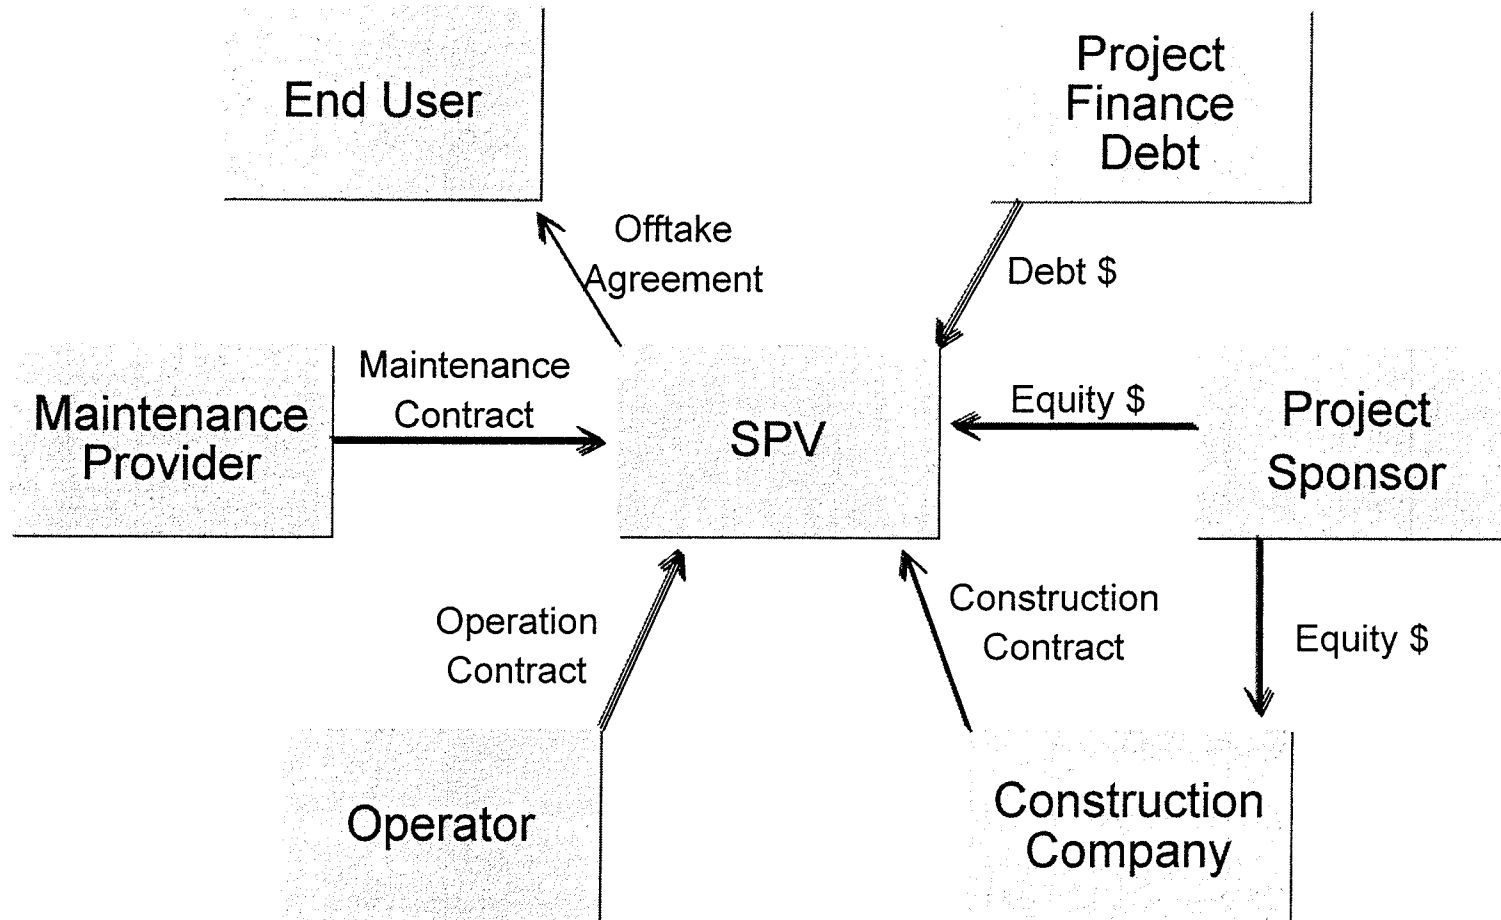 End User
Project
Finance
Debt
Offtake
Agreement
Debt $
Maintenance
Provider
Maintenance
Contract
SPV
Equity $
Project
Sponsor
Operation
Contract
Construction
Contract
Equity $
Operator
Construction
Company